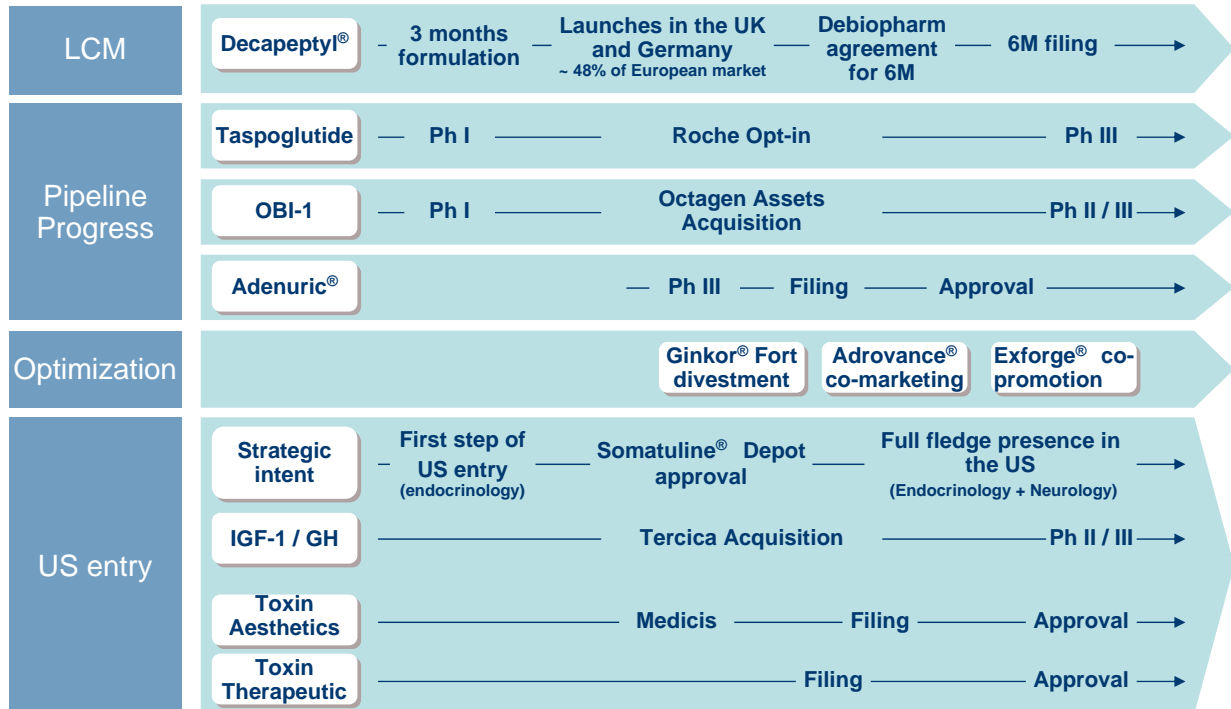 LCM
Decapeptyl®
3 months
formulation
Launches in the UK
and Germany
~ 48% of European market
Debiopharm
agreement
for 6M
6M filing
Pipeline
Progress
Taspoglutide
Ph I
Roche Opt-in
Ph III
OBI-1
Ph I
Octagen Assets
Acquisition
Ph II / III
Adenuric®
Ph III
Filing
Approval
Optimization
Ginkor® Fort
divestment
Adrovance®
co-marketing
Exforge® co-
promotion
US entry
Strategic
intent
First step of
US entry
(endocrinology)
Somatuline® Depot
approval
Full fledge presence in
the US
(Endocrinology + Neurology)
IGF-1 / GH
Tercica Acquisition
Ph II / III
Toxin
Aesthetics
Medicis
Filing
Approval
Toxin
Therapeutic
Filing
Approval